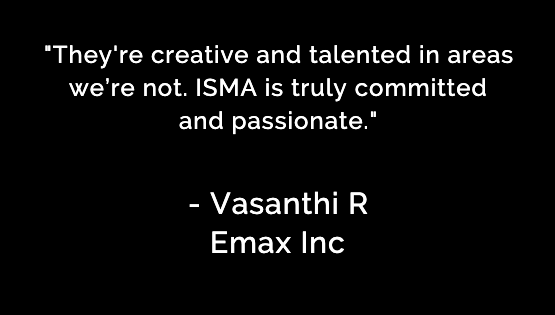 "They're creative and talented in areas
we’re not. ISMA is truly committed
and passionate."
- Vasanthi R
Emax Inc